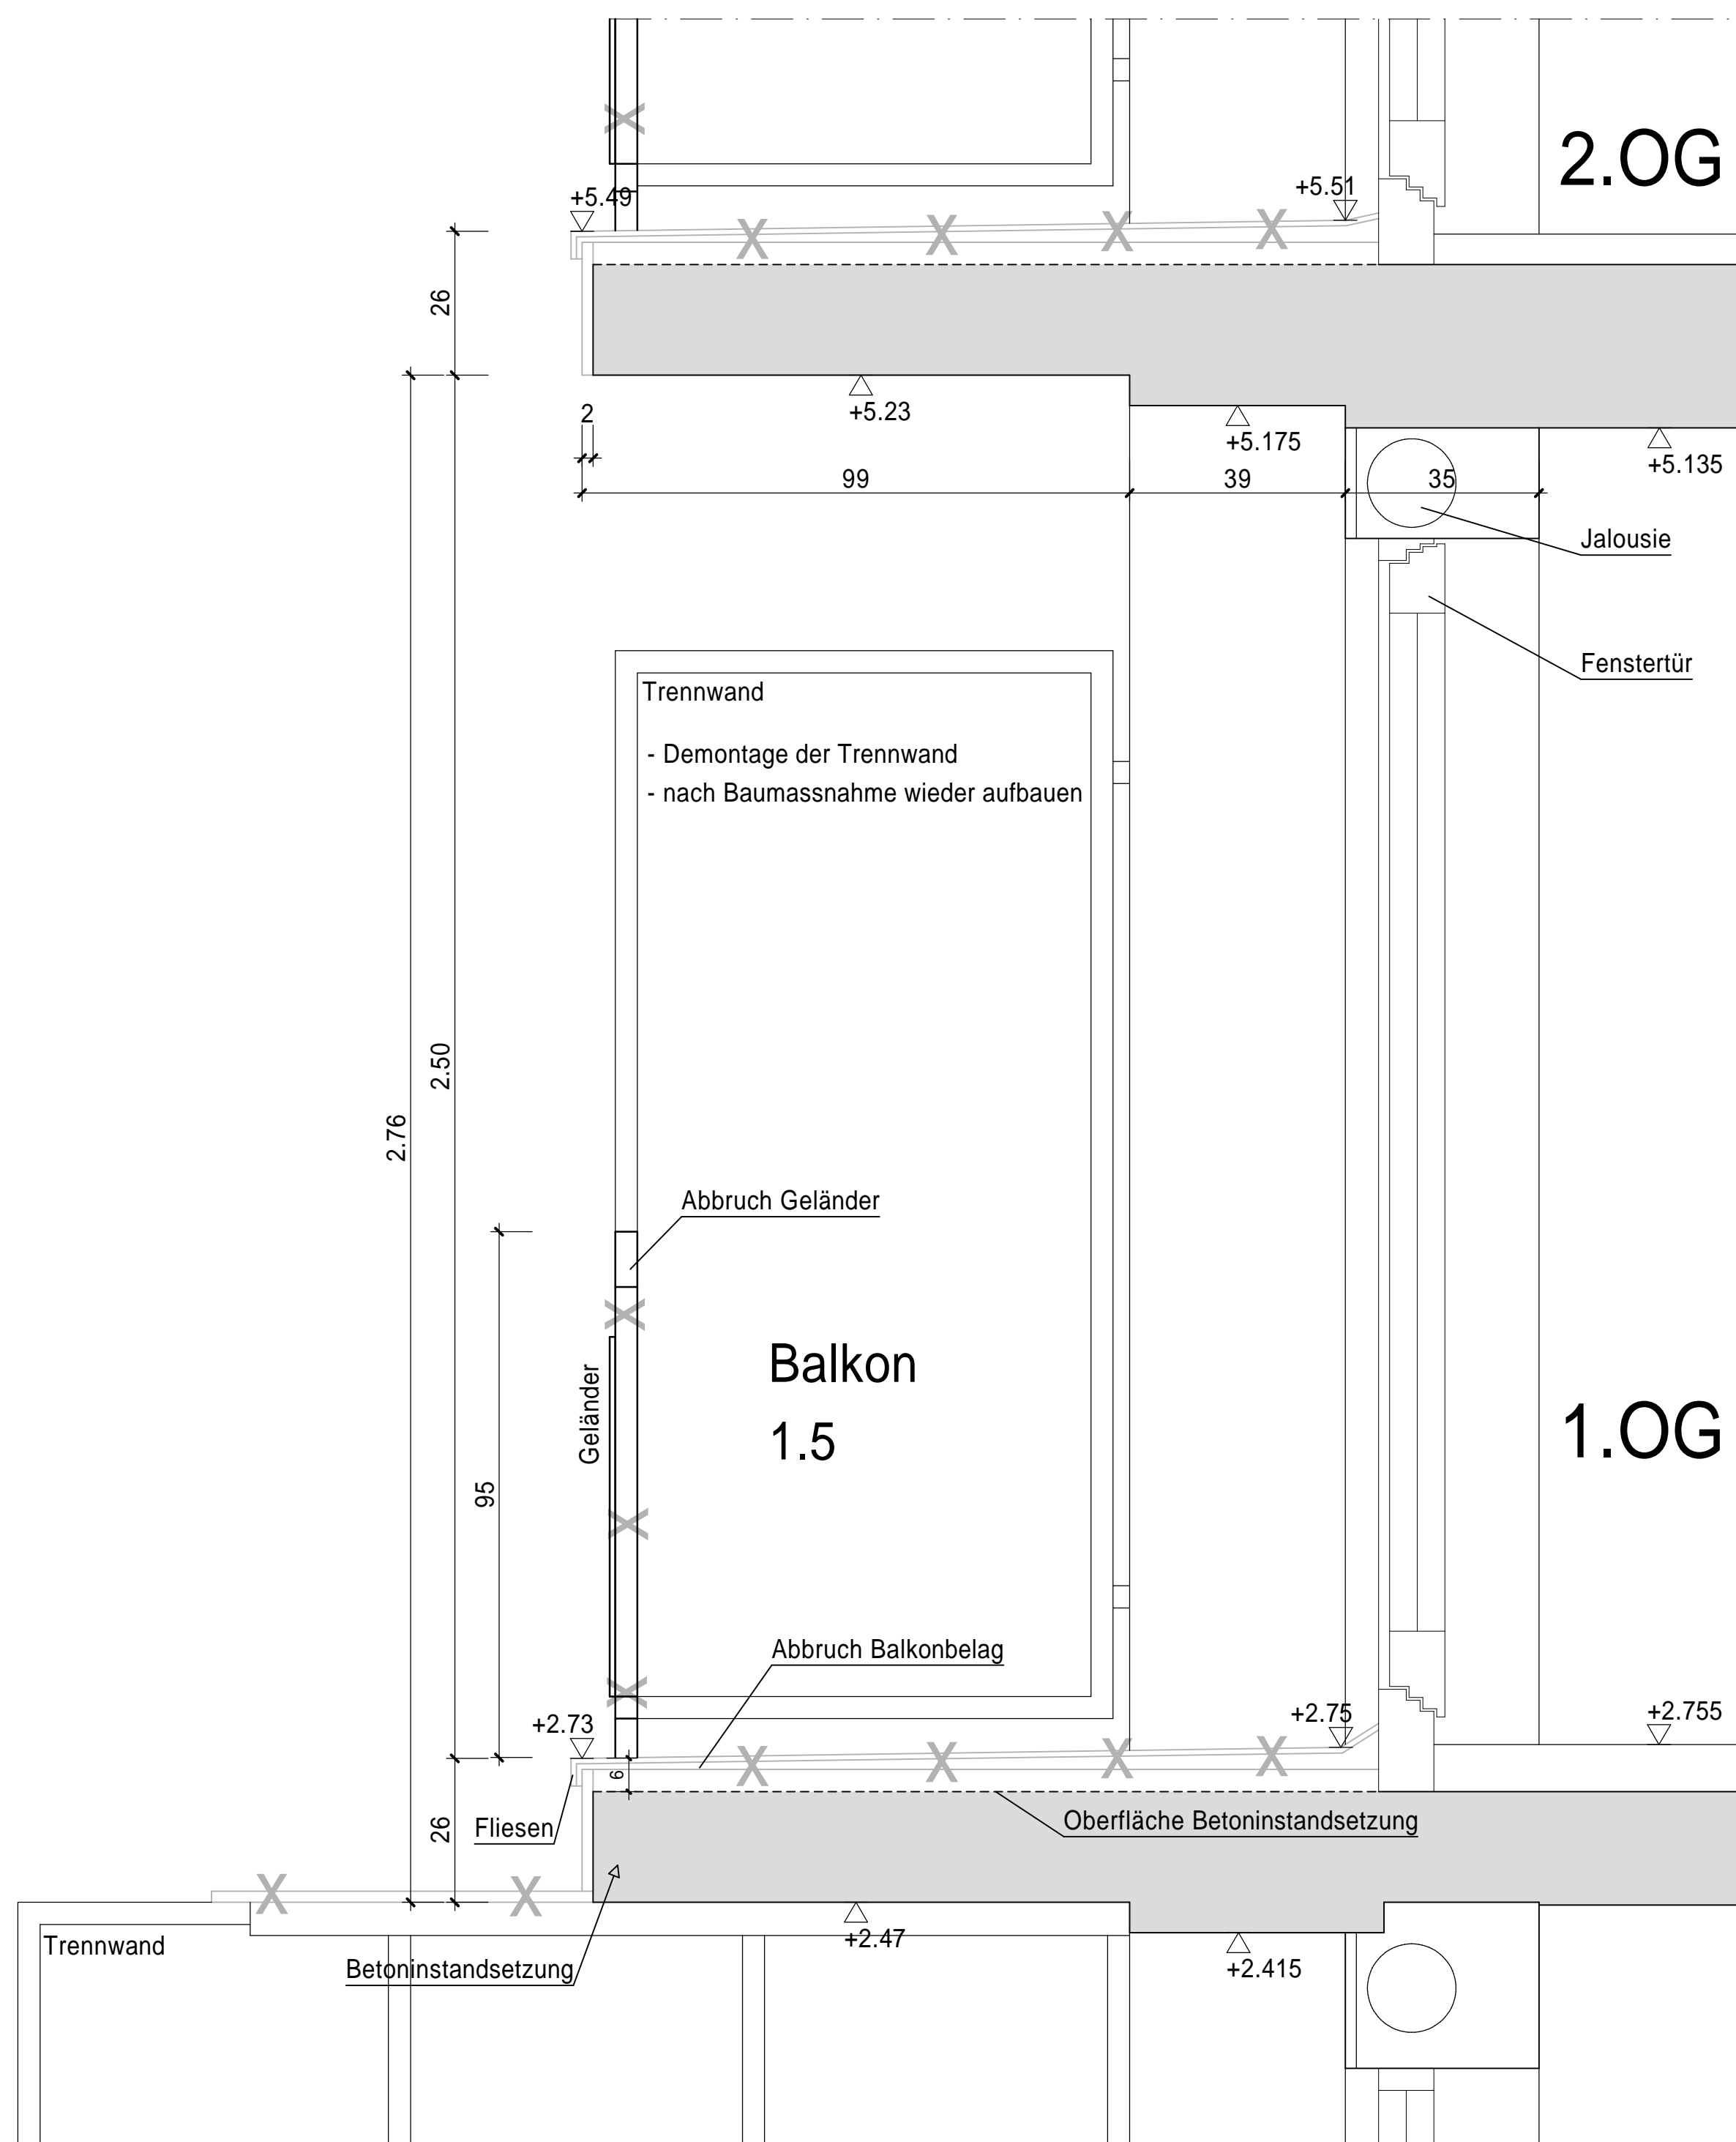 2.OG
+5.49
+5.51
X
X
X
X
X
26
+5.23
2
+5.175
+5.135
99
39
35
Jalousie
Fenstertür
Trennwand
- Demontage der Trennwand
- nach Baumassnahme wieder aufbauen
2.50
2.76
Abbruch Geländer
X
Balkon
1.5
Geländer
1.OG
95
X
Abbruch Balkonbelag
X
+2.73
+2.75
+2.755
X
X
X
X
6
Fliesen
26
Oberfläche Betoninstandsetzung
X
X
+2.47
Trennwand
Betoninstandsetzung
+2.415